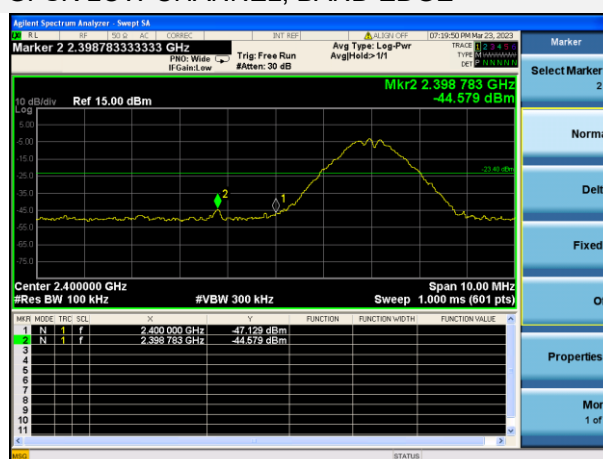 Agilent Spectrum Analyzer - Swept SA
RL RF 50 Ω AC CORREC INT REF ALIGN OFF 07:19:50 PM Mar 23, 2023
Marker 2 2.398783333333 GHz
PNO: Wide
IFGain:Low
Trig: Free Run
#Atten: 30 dB
Avg Type: Log-Pwr
Avg|Hold>1/1
TRACE 1 2 3 4 5 6
TYPE M
DET P N N N N N
Mkr2 2.398 783 GHz
-44.579 dBm
10 dB/div Ref 15.00 dBm
Log
5.00
-5.00
-15.0
-25.0
-35.0
-45.0
-55.0
-65.0
-75.0
2
1
Center 2.400000 GHz Span 10.00 MHz
#Res BW 100 kHz #VBW 300 kHz Sweep 1.000 ms (601 pts)
MKR MODE TRC SCL X Y FUNCTION FUNCTION WIDTH FUNCTION VALUE
1 N 1 f 2.400 000 GHz -47.129 dBm
2 N 1 f 2.398 783 GHz -44.579 dBm
3
4
5
6
7
8
9
10
11
MSG STATUS
Marker
Select Marker
2
Norma
Delt
Fixed
O
Properties
Mor
1 of